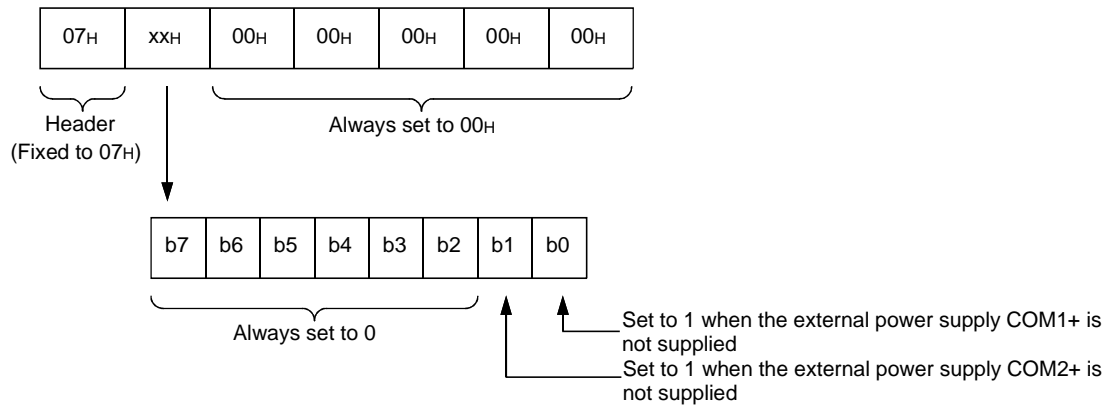 07H xxH 00H 00H 00H 00H 00H
Header
(Fixed to 07H)
Always set to 00H
b7 b6 b5 b4 b3 b2 b1 b0
Always set to 0
Set to 1 when the external power supply COM1+ is
not supplied
Set to 1 when the external power supply COM2+ is
not supplied